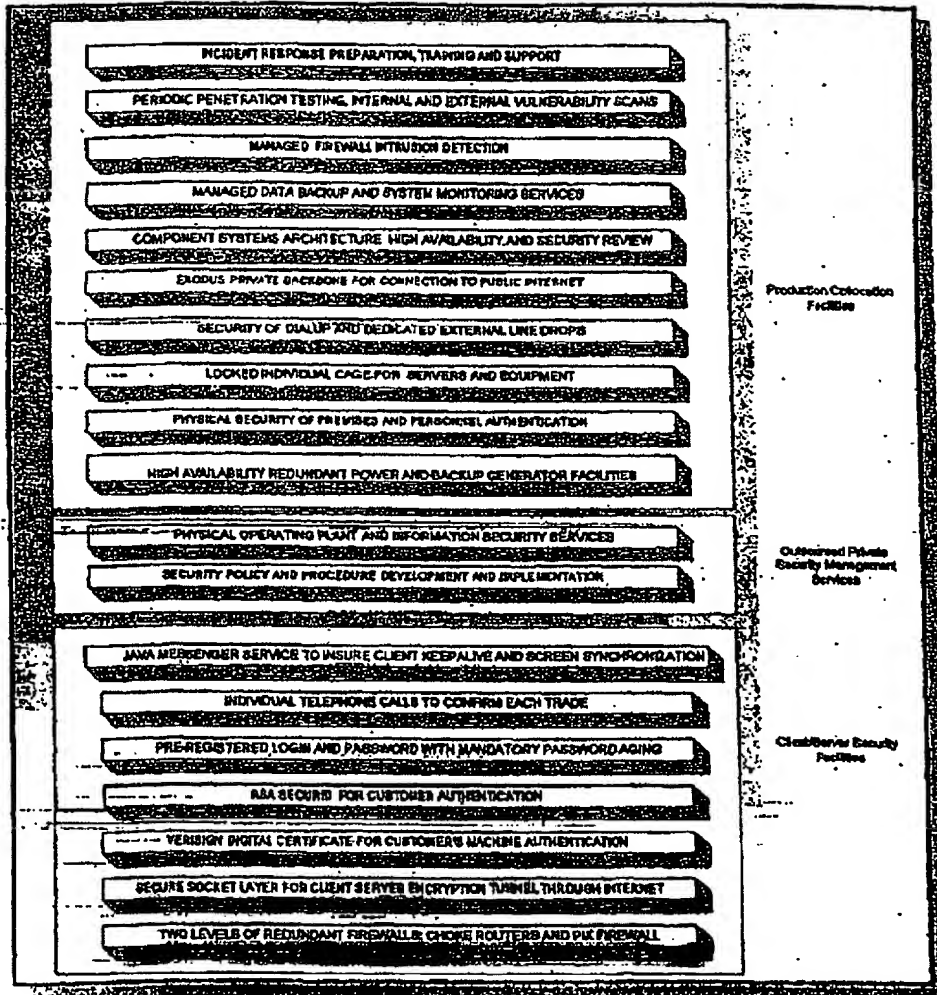 INCIDENT RESPONSE PREPARATION, TRAINING AND SUPPORT
PERIODIC PENETRATION TESTING, INTERNAL AND EXTERNAL VULNERABILITY SCANS
MANAGED FIREWALL INTRUSION DETECTION
MANAGED DATA BACKUP AND SYSTEM MONITORING SERVICES
COMPONENT SYSTEMS ARCHITECTURE HIGH AVAILABILITY AND SECURITY REVIEW
EXODUS PRIVATE BACKBONE FOR CONNECTION TO PUBLIC INTERNET
Production Colocation
Facilities
SECURITY OF DIALUP AND DEDICATED EXTERNAL LINE DROPS
LOCKED INDIVIDUAL CAGE FOR SERVERS AND EQUIPMENT
PHYSICAL SECURITY OF PREMISES AND PERSONNEL AUTHENTICATION
HIGH AVAILABILITY REDUNDANT POWER AND BACKUP GENERATOR FACILITIES
PHYSICAL OPERATING PLANT AND INFORMATION SECURITY SERVICES
SECURITY POLICY AND PROCEDURE DEVELOPMENT AND IMPLEMENTATION
Outsourced Private
Security Management
Services
JAVA MESSENGER SERVICE TO INSURE CLIENT KEEPALIVE AND SCREEN SYNCHRONIZATION
INDIVIDUAL TELEPHONE CALLS TO CONFIRM EACH TRADE
PRE-REGISTERED LOGIN AND PASSWORD WITH MANDATORY PASSWORD AGING
Client/Server Security
Facilities
RSA SECURID FOR CUSTOMER AUTHENTICATION
VERISIGN DIGITAL CERTIFICATE FOR CUSTOMER'S MACHINE AUTHENTICATION
SECURE SOCKET LAYER FOR CLIENT SERVER ENCRYPTION TUNNEL THROUGH INTERNET
TWO LEVELS OF REDUNDANT FIREWALLS: CHOKE ROUTERS AND PIX FIREWALL